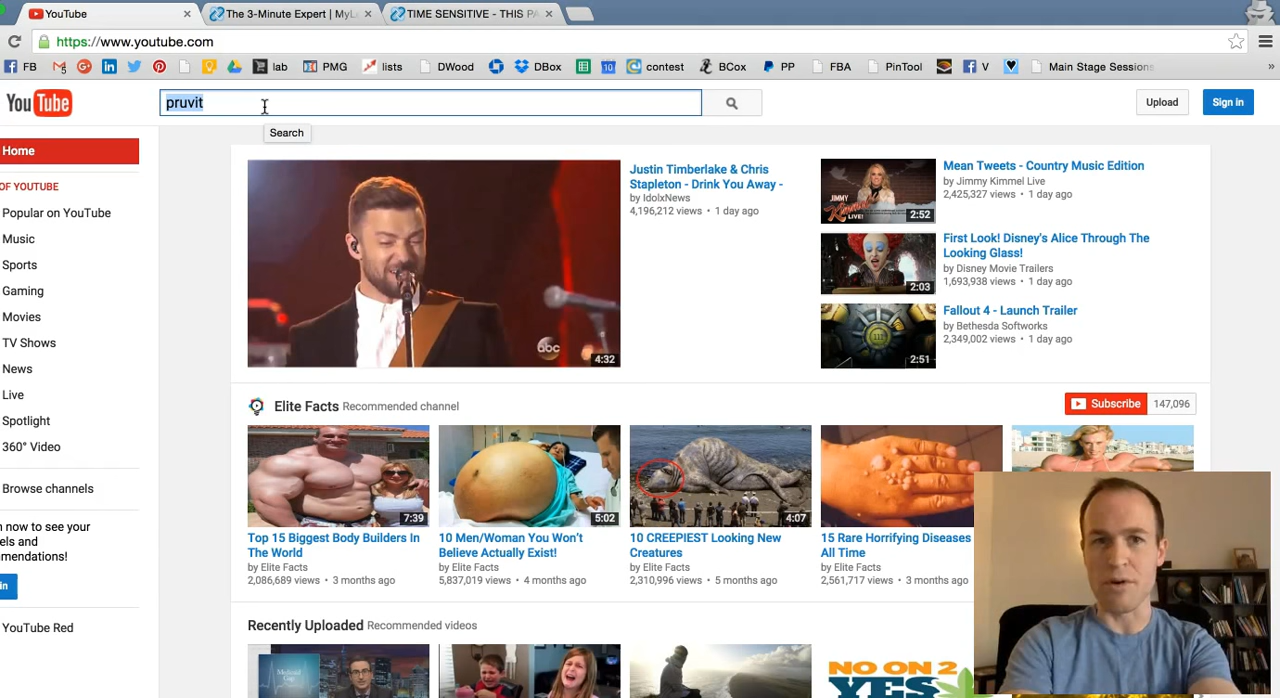 YouTube
The 3-Minute Expert | MyL
TIME SENSITIVE - THIS PA
https://www.youtube.com
FB
lab
PMG
lists
DWood
10
DBox
contest
BCox
PP
FBA
PinTool
V
Main Stage Sessions
»
YouTube
pruvit
Upload
Sign in
Search
Home
OF YOUTUBE
Popular on YouTube
Music
Sports
Gaming
Movies
TV Shows
News
Live
Spotlight
360° Video
Browse channels
n now to see your
els and
mendations!
in
YouTube Red
abc
4:32
Justin Timberlake & Chris
Stapleton - Drink You Away -
by IdolxNews
4,196,212 views • 1 day ago
JIMMY
KIMMEL
LIVE!
2:52
Mean Tweets - Country Music Edition
by Jimmy Kimmel Live
2,425,327 views • 1 day ago
2:03
First Look! Disney's Alice Through The
Looking Glass!
by Disney Movie Trailers
1,693,938 views • 1 day ago
2:51
Fallout 4 - Launch Trailer
by Bethesda Softworks
2,349,002 views • 1 day ago
Elite Facts Recommended channel
Subscribe 147,096
7:39
Top 15 Biggest Body Builders In
The World
by Elite Facts
2,086,689 views • 3 months ago
5:02
10 Men/Woman You Won't
Believe Actually Exist!
by Elite Facts
5,837,019 views • 4 months ago
4:07
10 CREEPIEST Looking New
Creatures
by Elite Facts
2,310,996 views • 5 months ago
15 Rare Horrifying Diseases
All Time
by Elite Facts
2,561,717 views • 3 months ago
Recently Uploaded Recommended videos
NO ON 2
YES